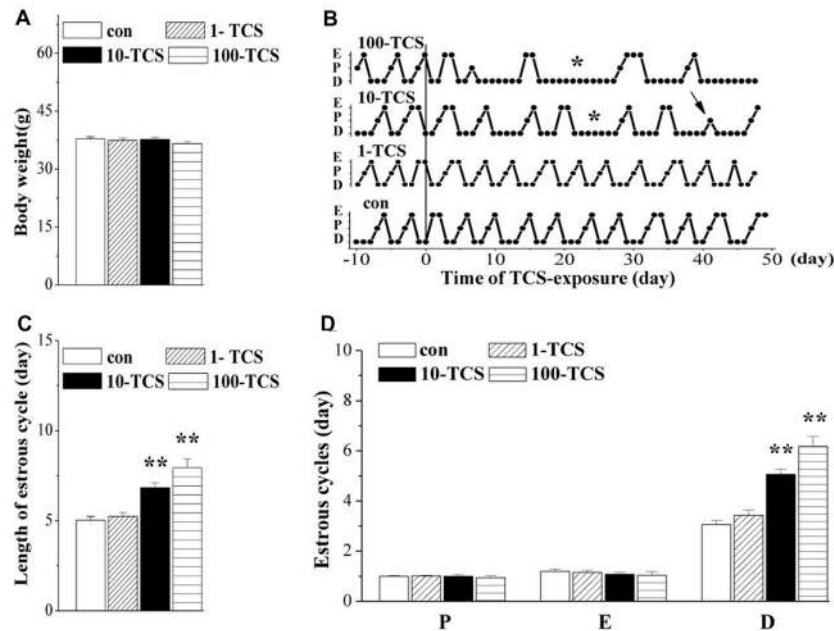 A
con
1- TCS
10-TCS
100-TCS
60
45
30
15
0
Body weight(g)
B
100-TCS
E
P
D
*
10-TCS
E
P
D
*
1-TCS
E
P
D
con
E
P
D
-10 0 10 20 30 40 50 (day)
Time of TCS-exposure (day)
C
con
1- TCS
10-TCS
100-TCS
15
10
5
0
Length of estrous cycle (day)
**
**
D
con
1-TCS
10-TCS
100-TCS
10
8
6
4
2
0
Estrous cycles (day)
**
**
P E D